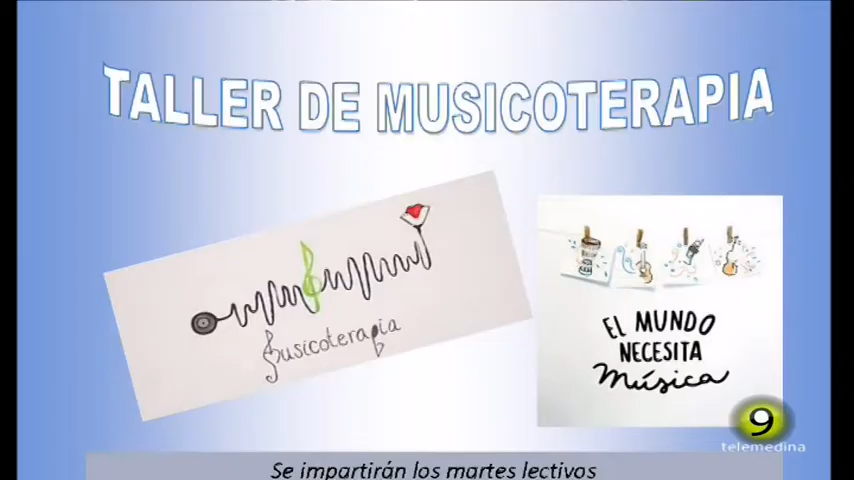 TALLER DE MUSICOTERAPIA
Musicoterapia
EL MUNDO
NECESITA
Música
9
telemedina
Se impartirán los martes lectivos